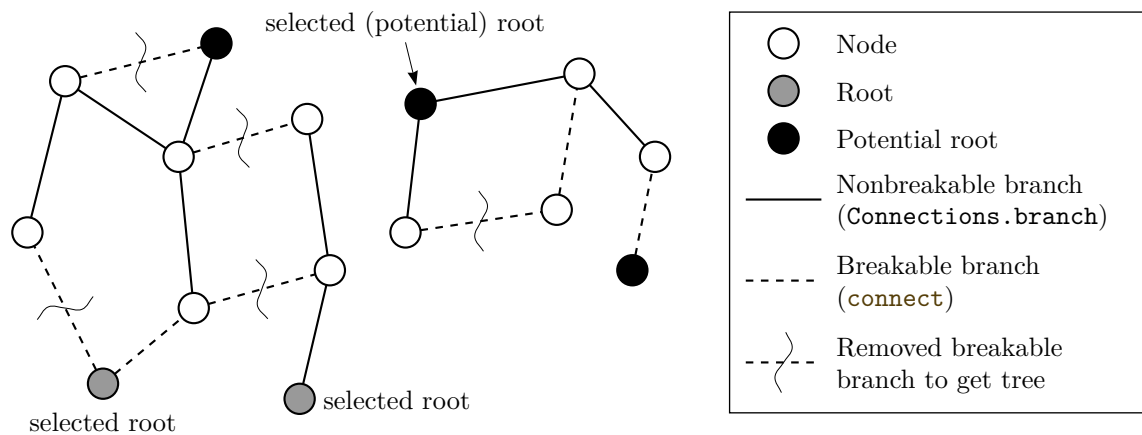 selected (potential) root
selected root
selected root
Node
Root
Potential root
Nonbreakable branch
(Connections.branch)
Breakable branch
(connect)
Removed breakable
branch to get tree